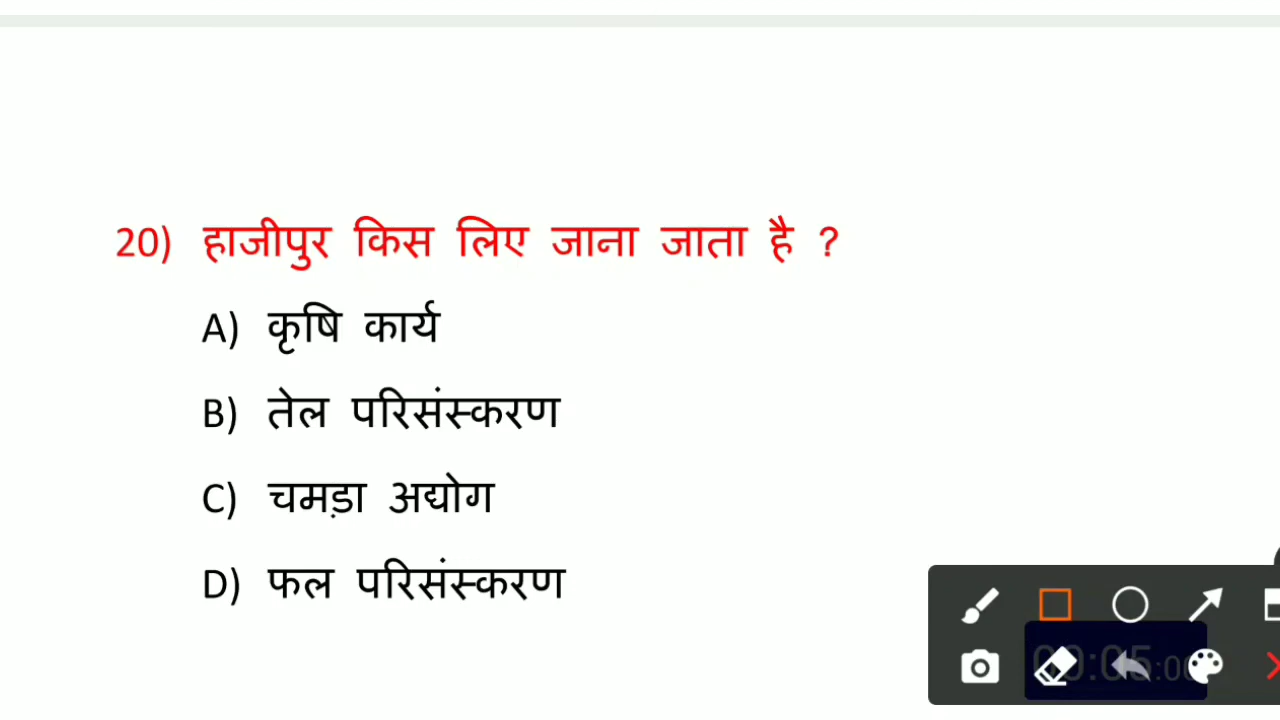 20) हाजीपुर किस लिए जाना जाता है ?
A) कृषि कार्य
B) तेल परिसंस्करण
C) चमड़ा अद्योग
D) फल परिसंस्करण